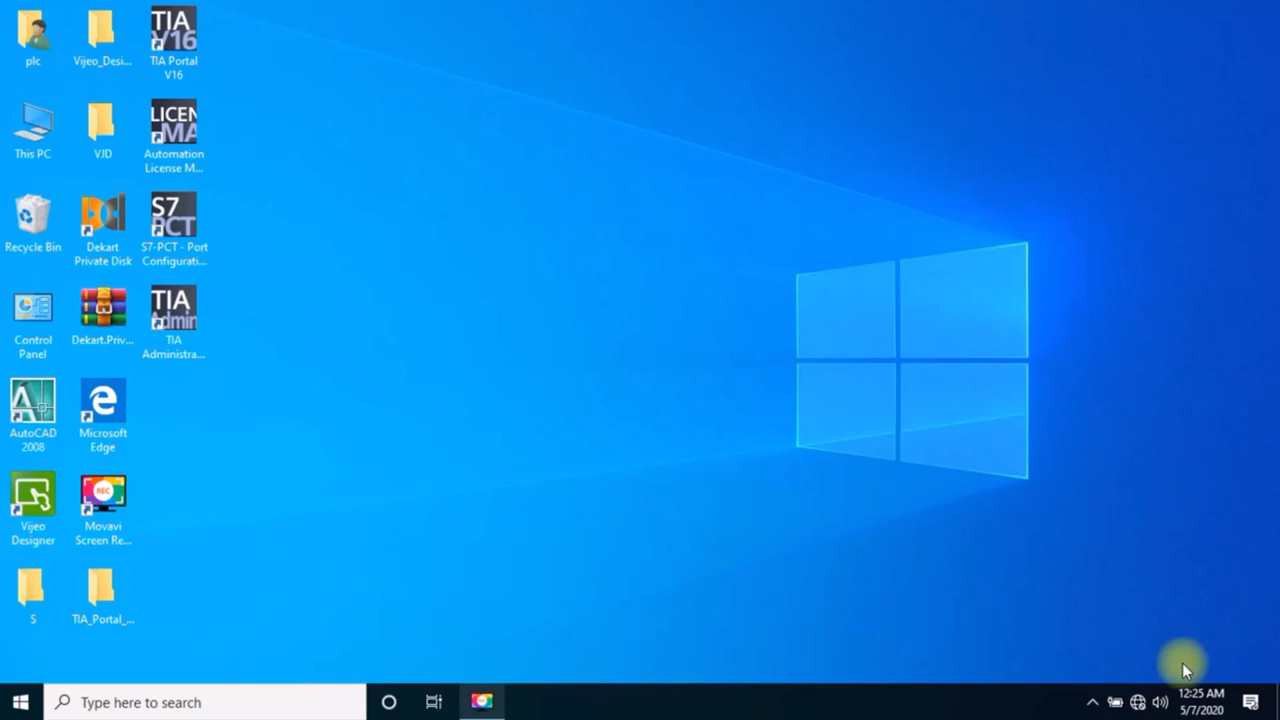 plc
Vijeo_Desi...
TIA
V16
TIA Portal
V16
This PC
VJD
LICEN
MA
Automation
License M...
Recycle Bin
Dekart
Private Disk
S7
PCT
S7-PCT - Port
Configurati...
Control
Panel
Dekart.Priv...
TIA
Admin
TIA
Administra...
AutoCAD
2008
Microsoft
Edge
Vijeo
Designer
REC
Movavi
Screen Re...
S
TIA_Portal_...
Type here to search
12:25 AM
5/7/2020